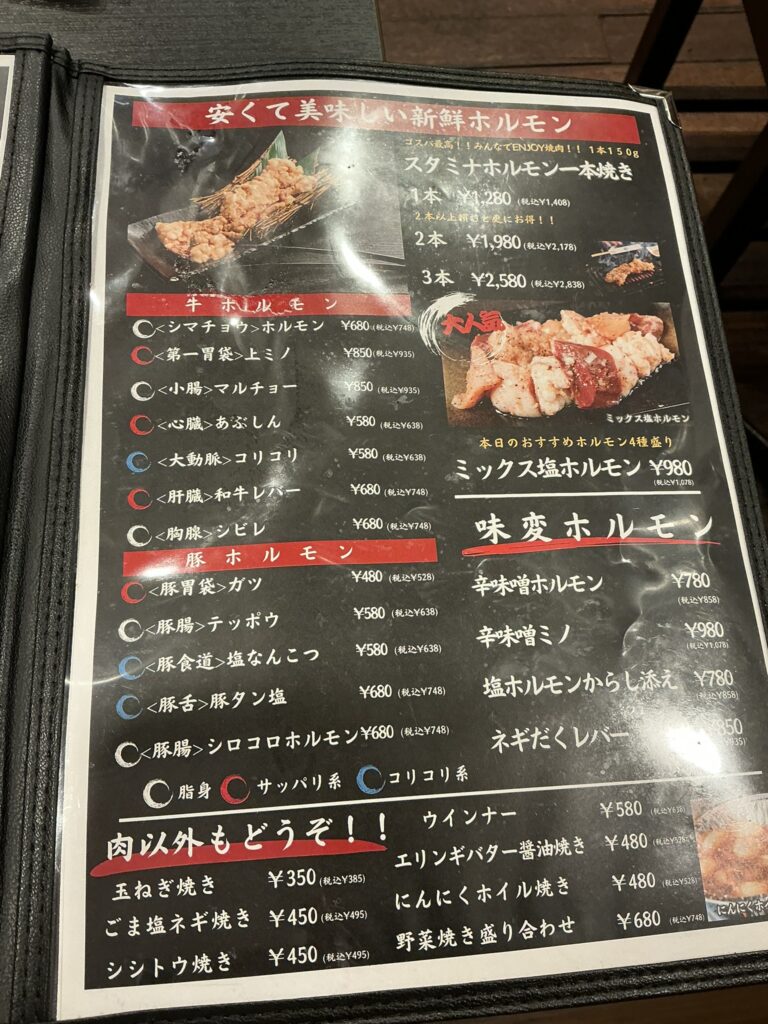 安くて美味しい新鮮ホルモン
コスパ最高！！みんなでENJOY焼肉！！ 1本150g
スタミナホルモン一本焼き
1本 ¥1,280 (税込¥1,408)
2本以上頼むと更にお得！！
2本 ¥1,980 (税込¥2,178)
3本 ¥2,580 (税込¥2,838)
牛ホルモン
<シマチョウ>ホルモン ¥680 (税込¥748)
<第一胃袋>上ミノ ¥850 (税込¥935)
<小腸>マルチョー ¥850 (税込¥935)
<心臓>あぶしん ¥580 (税込¥638)
<大動脈>コリコリ ¥580 (税込¥638)
<肝臓>和牛レバー ¥680 (税込¥748)
<胸腺>シビレ ¥680 (税込¥748)
豚ホルモン
<豚胃袋>ガツ ¥480 (税込¥528)
<豚腸>テッポウ ¥580 (税込¥638)
<豚食道>塩なんこつ ¥580 (税込¥638)
<豚舌>豚タン塩 ¥680 (税込¥748)
<豚腸>シロコロホルモン ¥680 (税込¥748)
脂身 サッパリ系 コリコリ系
大人気
ミックス塩ホルモン
本日のおすすめホルモン4種盛り
ミックス塩ホルモン ¥980
(税込¥1,078)
味変ホルモン
辛味噌ホルモン ¥780
(税込¥858)
辛味噌ミノ ¥980
(税込¥1,078)
塩ホルモンからし添え ¥780
(税込¥858)
ネギだくレバー ¥850
肉以外もどうぞ！！
玉ねぎ焼き ¥350 (税込¥385)
ごま塩ネギ焼き ¥450 (税込¥495)
シシトウ焼き ¥450 (税込¥495)
ウインナー ¥580 (税込¥638)
エリンギバター醤油焼き ¥480 (税込¥528)
にんにくホイル焼き ¥480 (税込¥528)
野菜焼き盛り合わせ ¥680 (税込¥748)
にんにくホ